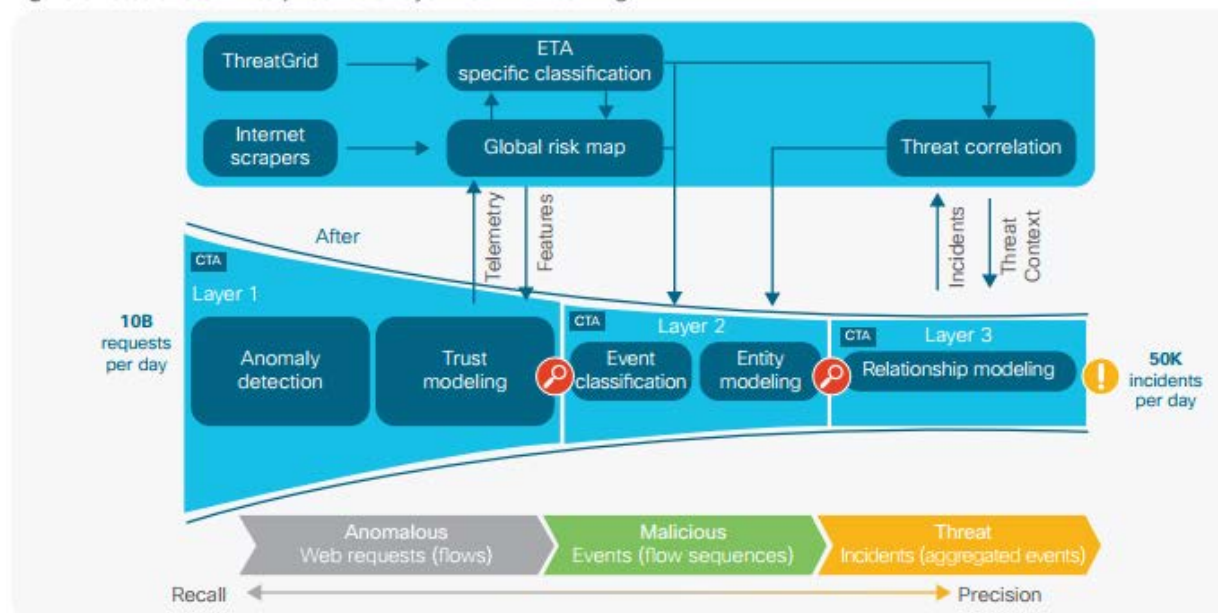 ThreatGrid
ETA
specific classification
Internet
scrapers
Global risk map
Threat correlation
After
Telemetry
Features
Incidents
Threat
Context
CTA
Layer 1
10B
requests
per day
Anomaly
detection
Trust
modeling
CTA
Layer 2
Event
classification
Entity
modeling
CTA
Layer 3
Relationship modeling
50K
incidents
per day
Anomalous
Web requests (flows)
Malicious
Events (flow sequences)
Threat
Incidents (aggregated events)
Recall
Precision